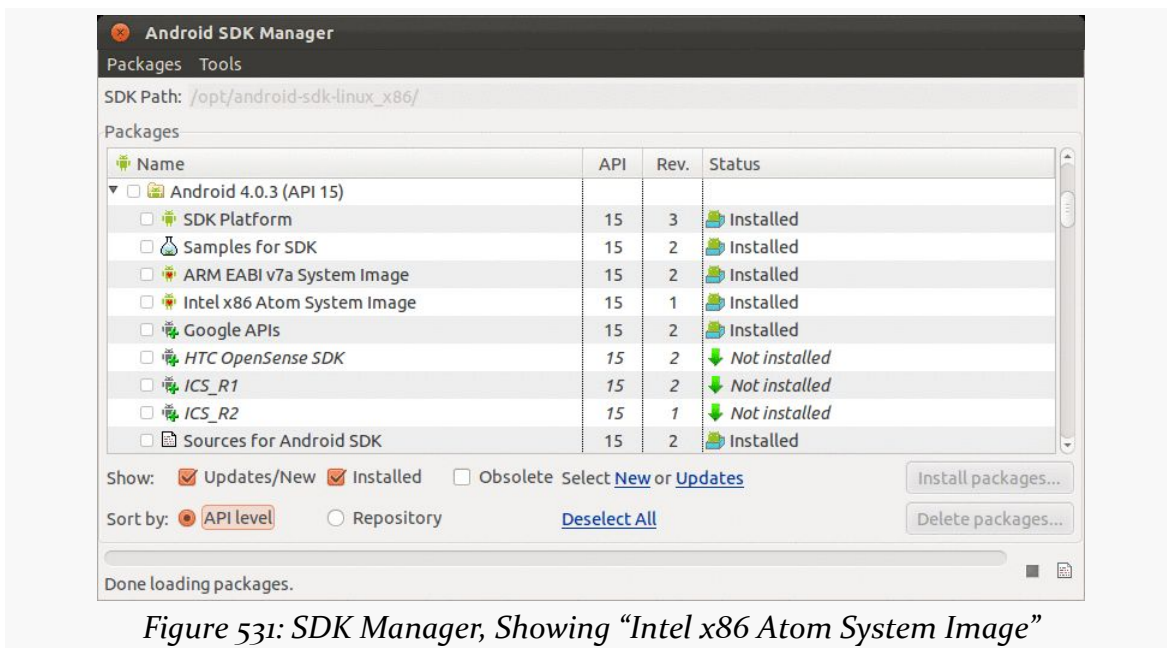 Android SDK Manager
Packages Tools
SDK Path: /opt/android-sdk-linux_x86/
Packages
Name API Rev. Status
Android 4.0.3 (API 15)
SDK Platform 15 3 Installed
Samples for SDK 15 2 Installed
ARM EABI v7a System Image 15 2 Installed
Intel x86 Atom System Image 15 1 Installed
Google APIs 15 2 Installed
HTC OpenSense SDK 15 2 Not installed
ICS_R1 15 2 Not installed
ICS_R2 15 1 Not installed
Sources for Android SDK 15 2 Installed
Show: Updates/New Installed Obsolete Select New or Updates Install packages...
Sort by: API level Repository Deselect All Delete packages...
Done loading packages.
Figure 531: SDK Manager, Showing “Intel x86 Atom System Image”